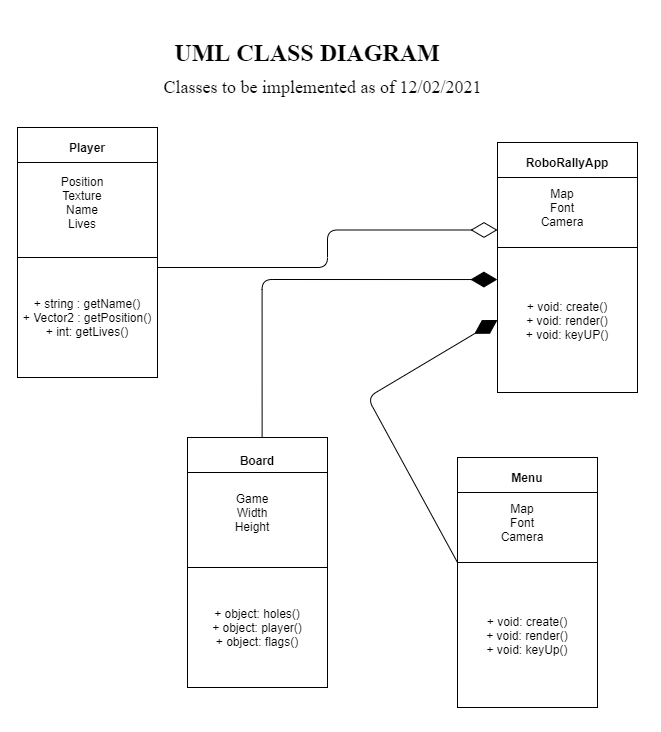 UML CLASS DIAGRAM
Classes to be implemented as of 12/02/2021
Player
Position
Texture
Name
Lives
+ string : getName()
+ Vector2 : getPosition()
+ int: getLives()
RoboRallyApp
Map
Font
Camera
+ void: create()
+ void: render()
+ void: keyUP()
Board
Game
Width
Height
+ object: holes()
+ object: player()
+ object: flags()
Menu
Map
Font
Camera
+ void: create()
+ void: render()
+ void: keyUp()